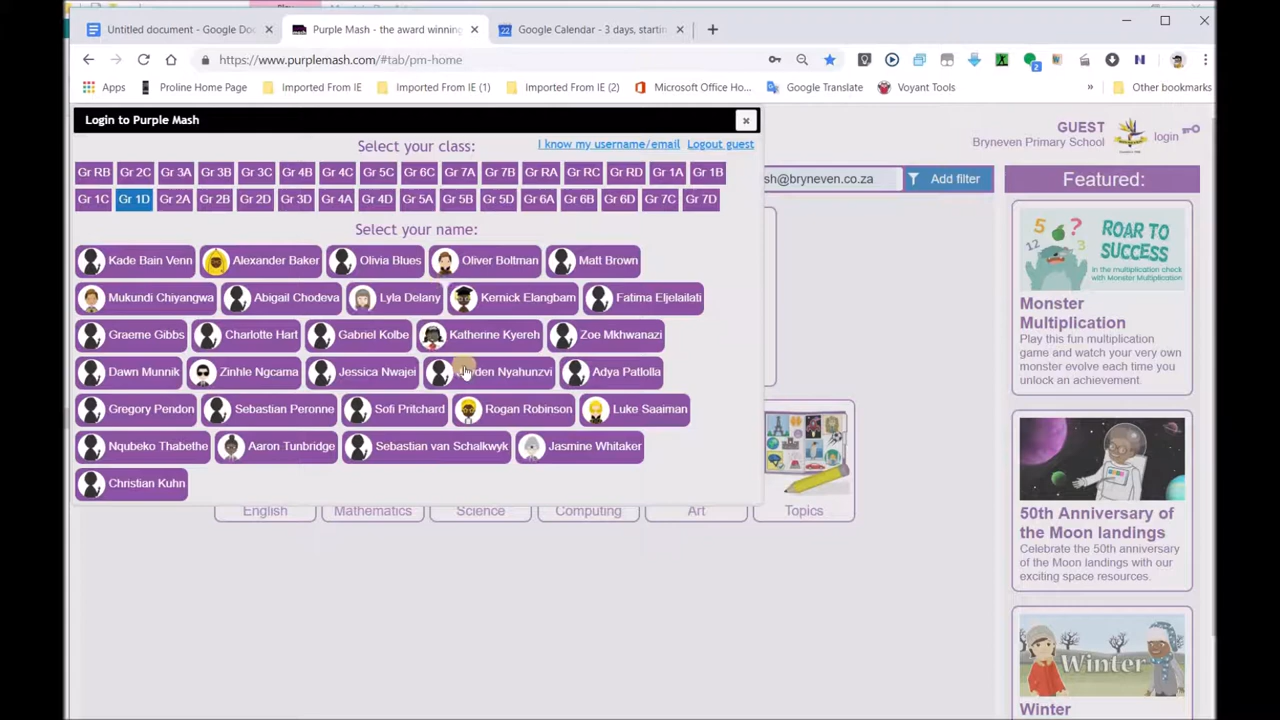 Untitled document - Google Doc
Purple Mash - the award winning
Google Calendar - 3 days, startin
https://www.purplemash.com/#tab/pm-home
Apps
Proline Home Page
Imported From IE
Imported From IE (1)
Imported From IE (2)
Microsoft Office Ho...
Google Translate
Voyant Tools
» Other bookmarks
Login to Purple Mash
Select your class:
I know my username/email Logout guest
Gr RB Gr 2C Gr 3A Gr 3B Gr 3C Gr 4B Gr 4C Gr 5C Gr 6C Gr 7A Gr 7B Gr RA Gr RC Gr RD Gr 1A Gr 1B
Gr 1C Gr 1D Gr 2A Gr 2B Gr 2D Gr 3D Gr 4A Gr 4D Gr 5A Gr 5B Gr 5D Gr 6A Gr 6B Gr 6D Gr 7C Gr 7D
Select your name:
Kade Bain Venn Alexander Baker Olivia Blues Oliver Boltman Matt Brown
Mukundi Chiyangwa Abigail Chodeva Lyla Delany Kernick Elangbam Fatima Eljelailati
Graeme Gibbs Charlotte Hart Gabriel Kolbe Katherine Kyereh Zoe Mkhwanazi
Dawn Munnik Zinhle Ngcama Jessica Nwajei Nyahunzvi Adya Patlolla
Gregory Pendon Sebastian Peronne Sofi Pritchard Rogan Robinson Luke Saaiman
Nqubeko Thabethe Aaron Tunbridge Sebastian van Schalkwyk Jasmine Whitaker
Christian Kuhn
English Mathematics Science Computing Art Topics
GUEST
Bryneven Primary School
login
sh@bryneven.co.za
Add filter
Featured:
ROAR TO
SUCCESS
In the multiplication check
with Monster Multiplication
Monster
Multiplication
Play this fun multiplication
game and watch your very own
monster evolve each time you
unlock an achievement.
50th Anniversary of
the Moon landings
Celebrate the 50th anniversary
of the Moon landings with our
exciting space resources.
Winter
Winter